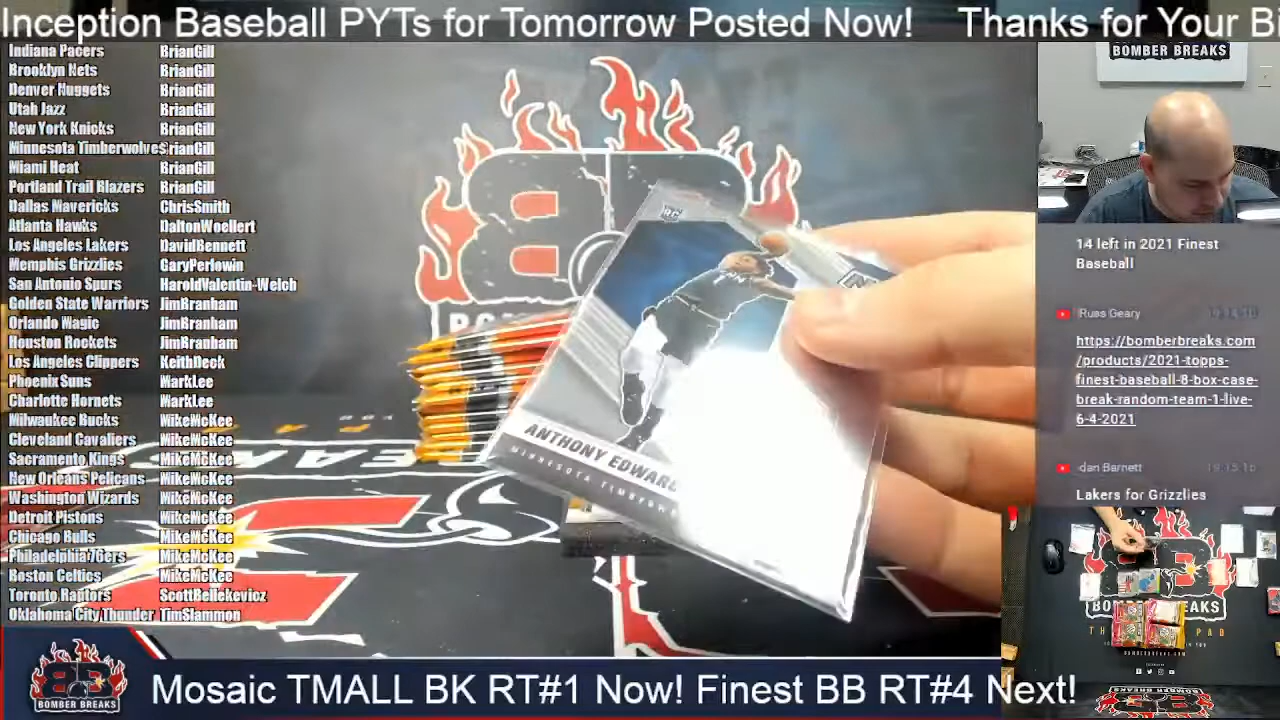 Inception Baseball PYTs for Tomorrow Posted Now! Thanks for Your
Indiana Pacers BrianGill
Brooklyn Nets BrianGill
Denver Nuggets BrianGill
Utah Jazz BrianGill
New York Knicks BrianGill
Minnesota Timberwolves BrianGill
Miami Heat BrianGill
Portland Trail Blazers BrianGill
Dallas Mavericks ChrisSmith
Atlanta Hawks DaltonWoellert
Los Angeles Lakers DavidBennett
Memphis Grizzlies GaryPerlowin
San Antonio Spurs HaroldValentin-Welch
Golden State Warriors JimBranham
Orlando Magic JimBranham
Houston Rockets JimBranham
Los Angeles Clippers KeithDeck
Phoenix Suns MarkLee
Charlotte Hornets MarkLee
Milwaukee Bucks MikeMcKee
Cleveland Cavaliers MikeMcKee
Sacramento Kings MikeMcKee
New Orleans Pelicans MikeMcKee
Washington Wizards MikeMcKee
Detroit Pistons MikeMcKee
Chicago Bulls MikeMcKee
Philadelphia 76ers MikeMcKee
Boston Celtics MikeMcKee
Toronto Raptors ScottBellekevicz
Oklahoma City Thunder TimSlammon
RC
ANTHONY EDWARD
MINNESOTA
BOMBER BREAKS
14 left in 2021 Finest
Baseball
Russ Geary
https://bomberbreaks.com
/products/2021-topps-
finest-baseball-8-box-case-
break-random-team-1-live-
6-4-2021
dan Barnett
Lakers for Grizzlies
BOMBER BREAKS
BB
BOMBER BREAKS
Mosaic TMALL BK RT#1 Now! Finest BB RT#4 Next!